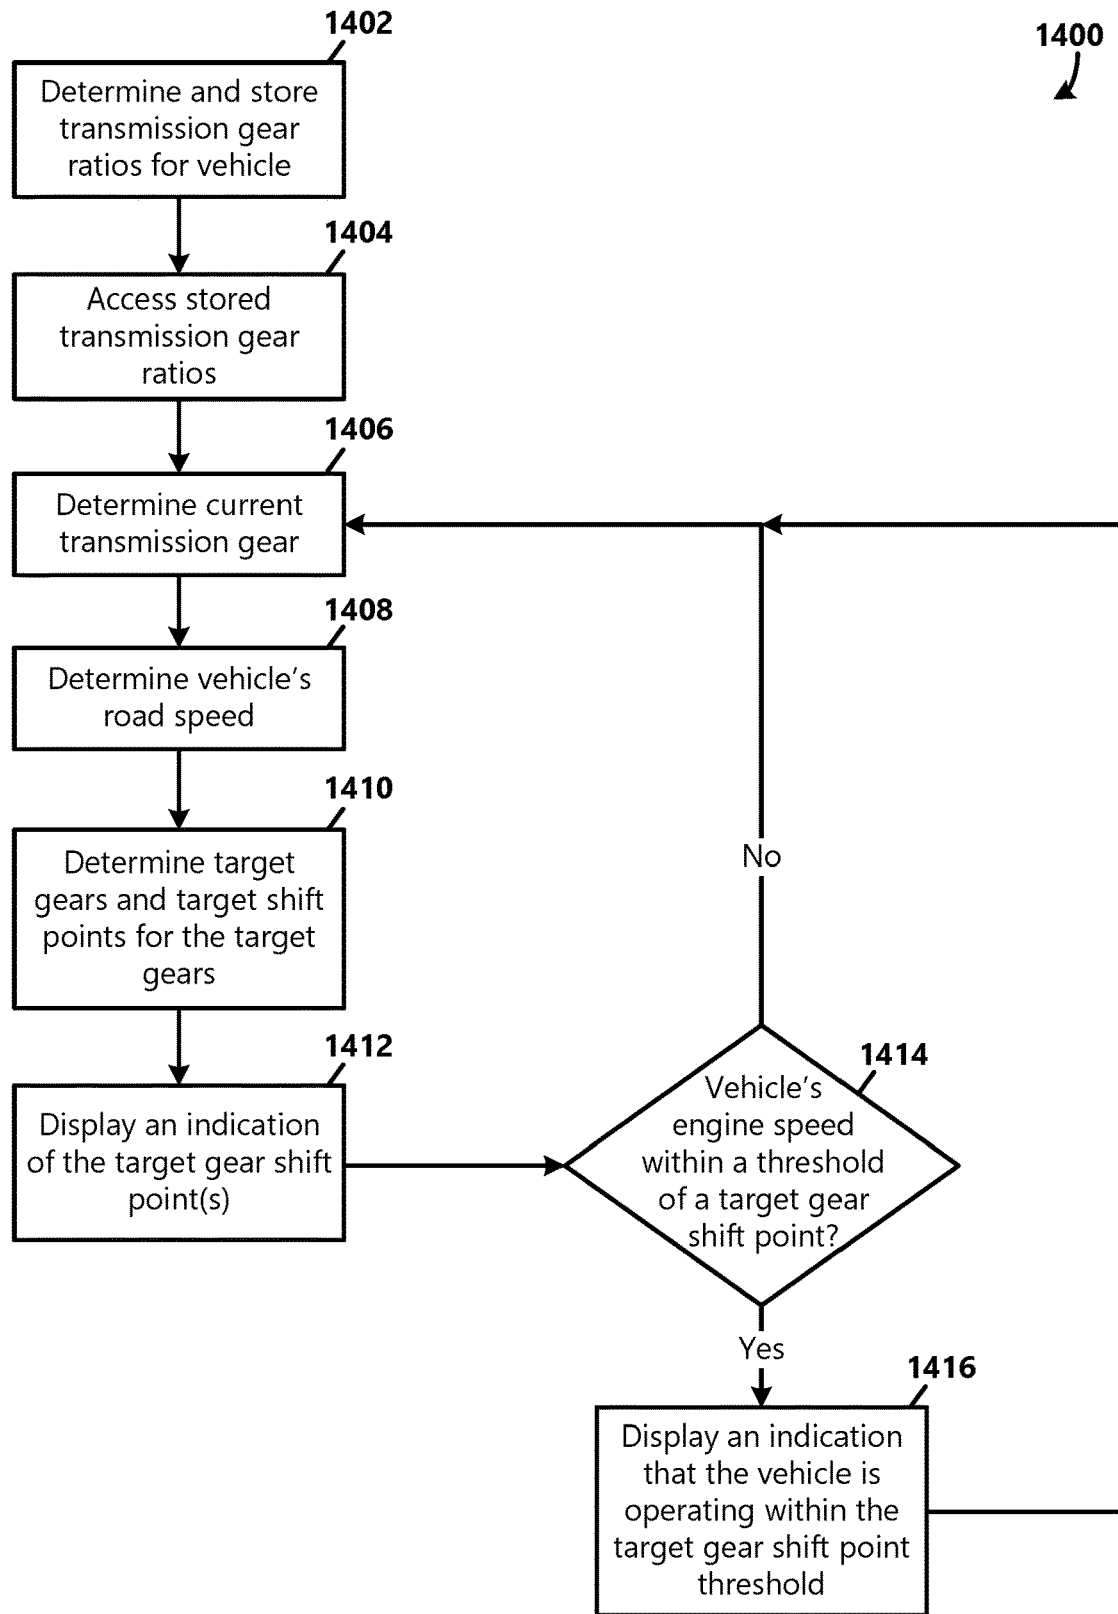 1402
1400
Determine and store
transmission gear
ratios for vehicle
1404
Access stored
transmission gear
ratios
1406
Determine current
transmission gear
1408
Determine vehicle's
road speed
1410
Determine target
gears and target shift
points for the target
gears
1412
Display an indication
of the target gear shift
point(s)
No
1414
Vehicle's
engine speed
within a threshold
of a target gear
shift point?
Yes
1416
Display an indication
that the vehicle is
operating within the
target gear shift point
threshold